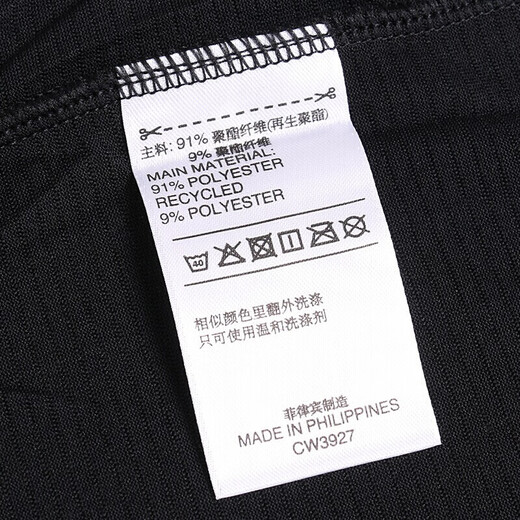 主料: 91% 聚酯纤维(再生聚酯)
9% 聚酯纤维
MAIN MATERIAL:
91% POLYESTER
RECYCLED
9% POLYESTER
40
相似颜色里翻外洗涤
只可使用温和洗涤剂
菲律宾制造
MADE IN PHILIPPINES
CW3927